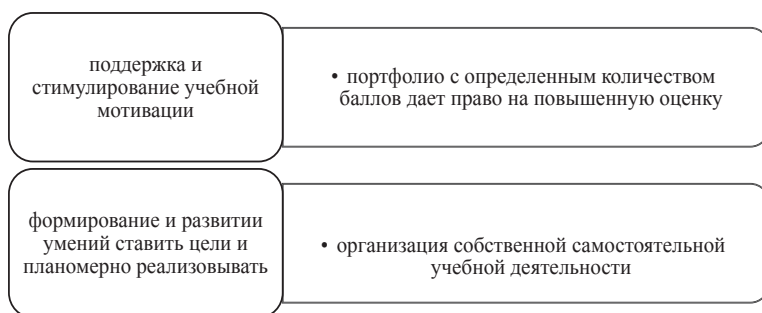 поддержка и
стимулирование учебной
мотивации
• портфолио с определенным количеством
баллов дает право на повышенную оценку
формирование и развитии
умений ставить цели и
планомерно реализовывать
• организация собственной самостоятельной
учебной деятельности